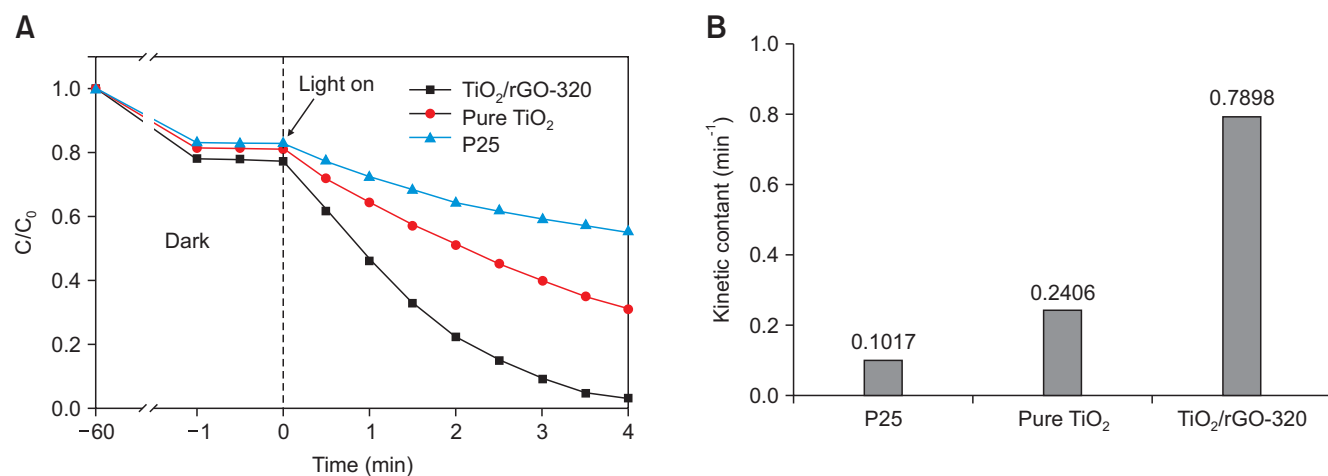 A
C/C₀
1.0
0.8
0.6
0.4
0.2
0.0
−60
−1
0
1
2
3
4
Time (min)
Dark
Light on
TiO₂/rGO-320
Pure TiO₂
P25
B
Kinetic contant (min⁻¹)
1.0
0.8
0.6
0.4
0.2
0.0
0.1017
0.2406
0.7898
P25
Pure TiO₂
TiO₂/rGO-320